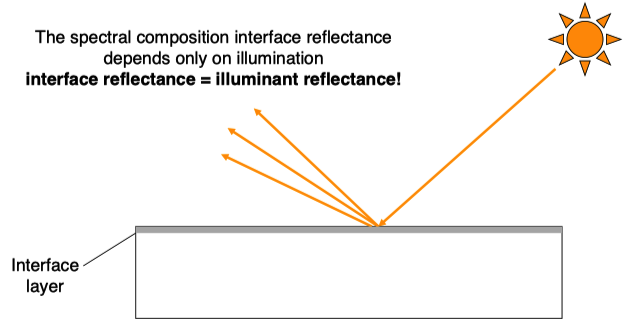 The spectral composition interface reflectance
depends only on illumination
interface reflectance = illuminant reflectance!
Interface
layer